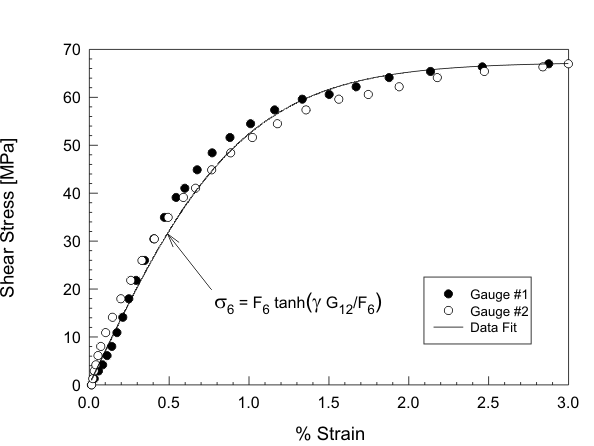 70
60
50
40
30
20
10
0
Shear Stress [MPa]
σ6 = F6 tanh(γ G12/F6)
Gauge #1
Gauge #2
Data Fit
0.0 0.5 1.0 1.5 2.0 2.5 3.0
% Strain